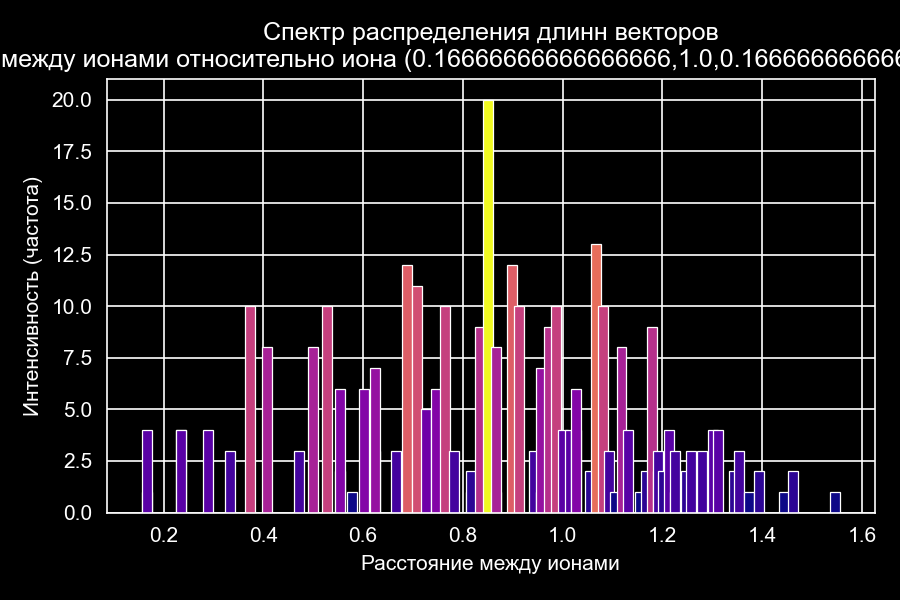 Спектр распределения длинн векторов
между ионами относительно иона (0.16666666666666666,1.0,0.166666666666
20.0
17.5
15.0
12.5
10.0
7.5
5.0
2.5
0.0
Интенсивность (частота)
0.2 0.4 0.6 0.8 1.0 1.2 1.4 1.6
Расстояние между ионами